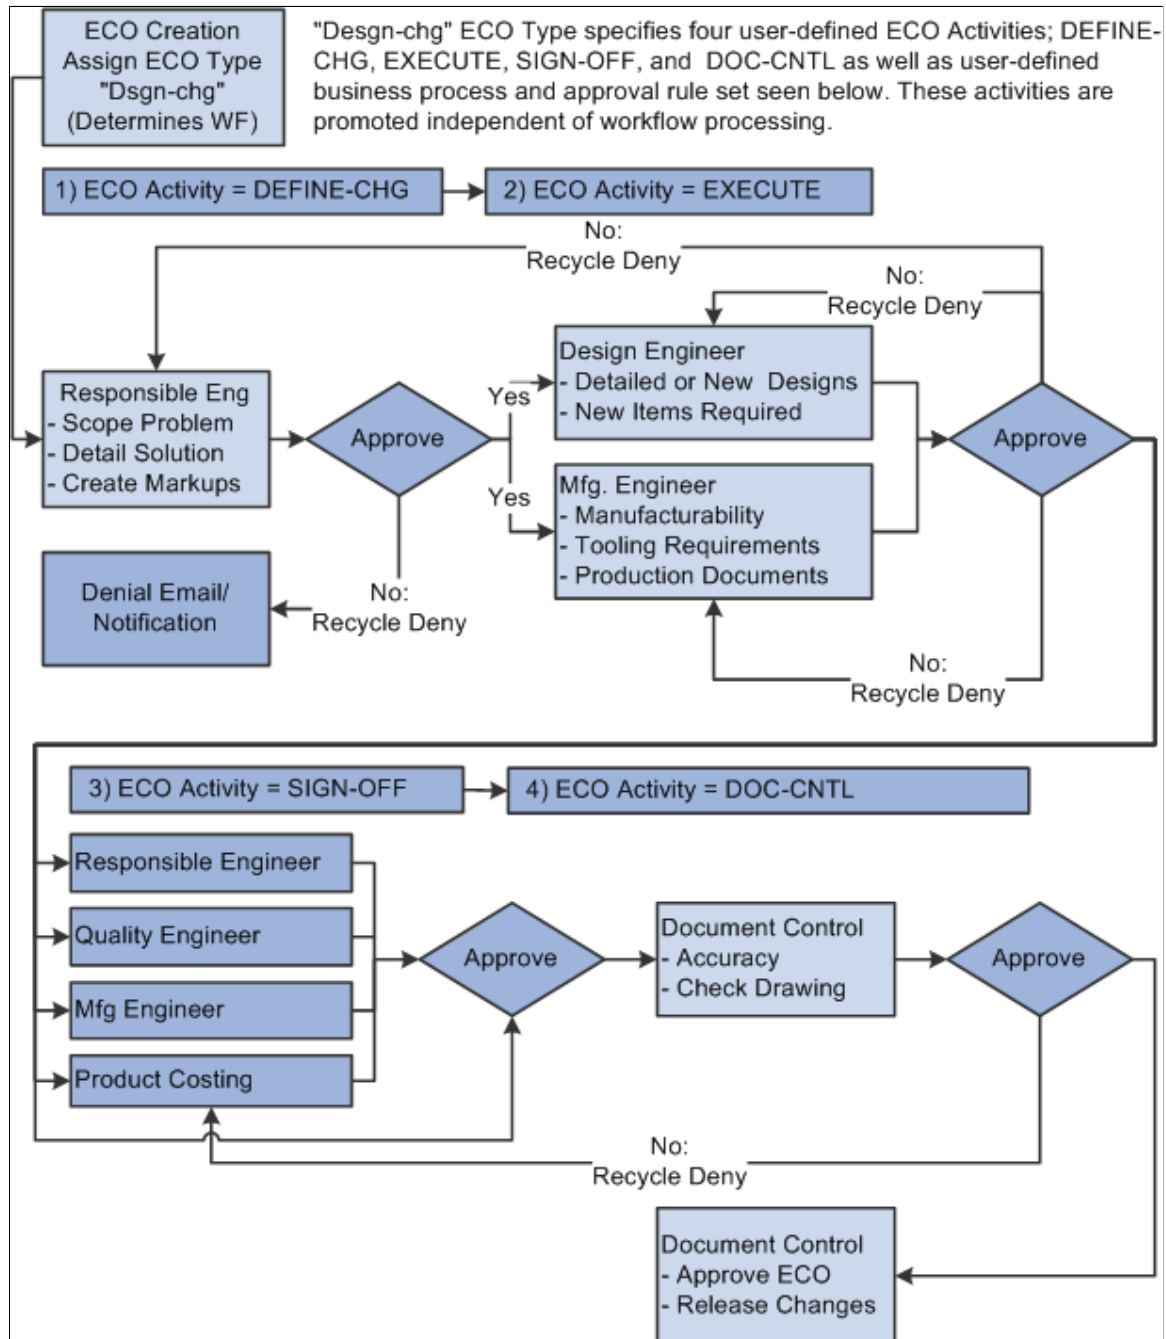 ECO Creation
Assign ECO Type
"Dsgn-chg"
(Determines WF)
"Desgn-chg" ECO Type specifies four user-defined ECO Activities; DEFINE-
CHG, EXECUTE, SIGN-OFF, and DOC-CNTL as well as user-defined
business process and approval rule set seen below. These activities are
promoted independent of workflow processing.
1) ECO Activity = DEFINE-CHG
2) ECO Activity = EXECUTE
No:
Recycle Deny
No:
Recycle Deny
Responsible Eng
- Scope Problem
- Detail Solution
- Create Markups
Approve
Yes
Yes
Design Engineer
- Detailed or New Designs
- New Items Required
Mfg. Engineer
- Manufacturability
- Tooling Requirements
- Production Documents
Approve
Denial Email/
Notification
No:
Recycle Deny
No:
Recycle Deny
3) ECO Activity = SIGN-OFF
4) ECO Activity = DOC-CNTL
Responsible Engineer
Quality Engineer
Mfg Engineer
Product Costing
Approve
Document Control
- Accuracy
- Check Drawing
Approve
No:
Recycle Deny
Document Control
- Approve ECO
- Release Changes